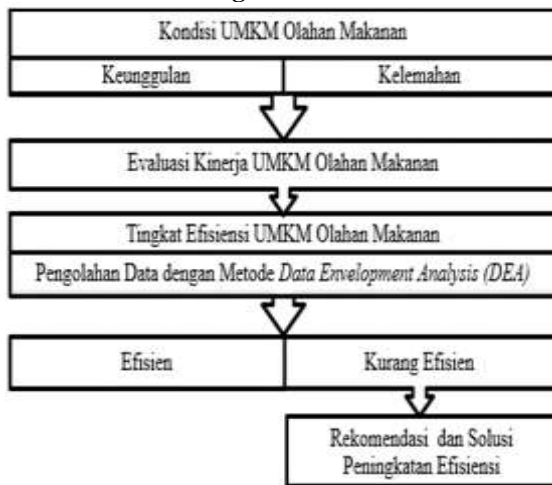 Kondisi UMKM Olahan Makanan
Keunggulan
Kelemahan
Evaluasi Kinerja UMKM Olahan Makanan
Tingkat Efisiensi UMKM Olahan Makanan
Pengolahan Data dengan Metode Data Envelopment Analysis (DEA)
Efisien
Kurang Efisien
Rekomendasi dan Solusi
Peningkatan Efisiensi